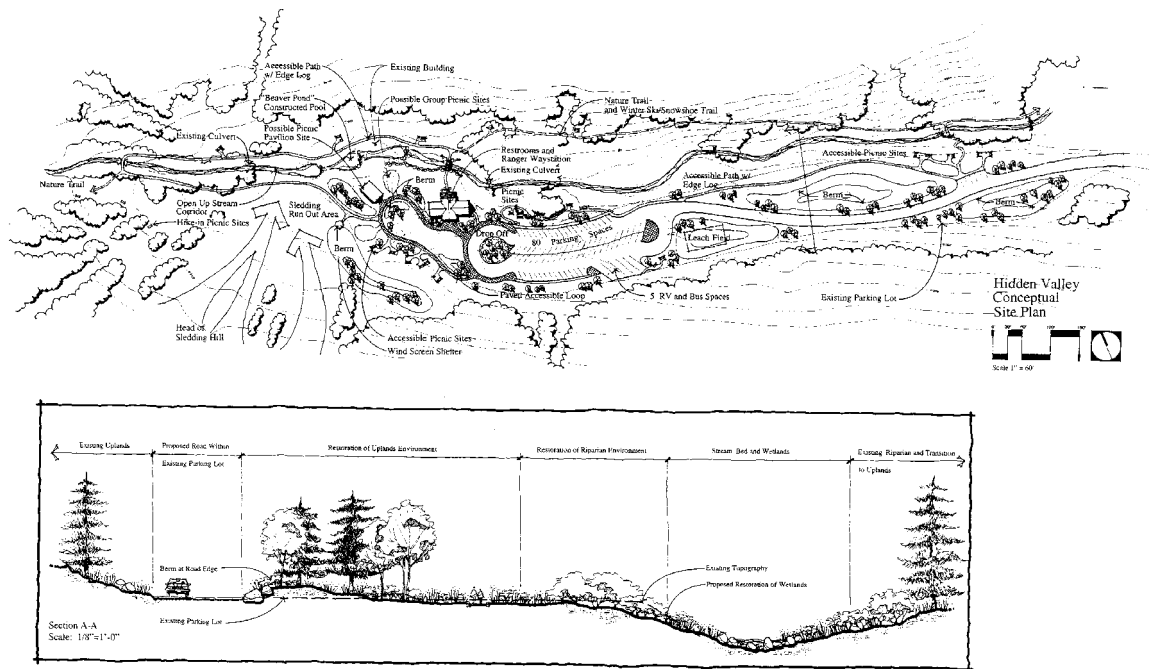 Accessible Path
w/ Edge Log
Existing Building
"Beaver Pond"
Constructed Pool
Possible Group Picnic Sites
Nature Trail
and Winter Ski/Snowshoe Trail
Existing Culvert
Possible Picnic
Pavilion Site
Restrooms and
Ranger Waystation
Existing Culvert
Accessible Picnic Sites
Nature Trail
Berm
Picnic
Sites
Accessible Path w/
Edge Log
Berm
Berm
Open Up Stream
Corridor
Hike-in Picnic Sites
Sledding
Run Out Area
Berm
Drop Off
80 Parking Spaces
Leach Field
Paved Accessible Loop
5 RV and Bus Spaces
Existing Parking Lot
Head of
Sledding Hill
Accessible Picnic Sites
Wind Screen Shelter
Hidden Valley
Conceptual
Site Plan
Scale 1" = 60'
Existing Uplands
Proposed Road Within
Existing Parking Lot
Restoration of Uplands Environment
Restoration of Riparian Environment
Stream Bed and Wetlands
Existing Riparian and Transition
to Uplands
Berm at Road Edge
Existing Topography
Proposed Restoration of Wetlands
Existing Parking Lot
Section A-A
Scale: 1/8"=1'-0"